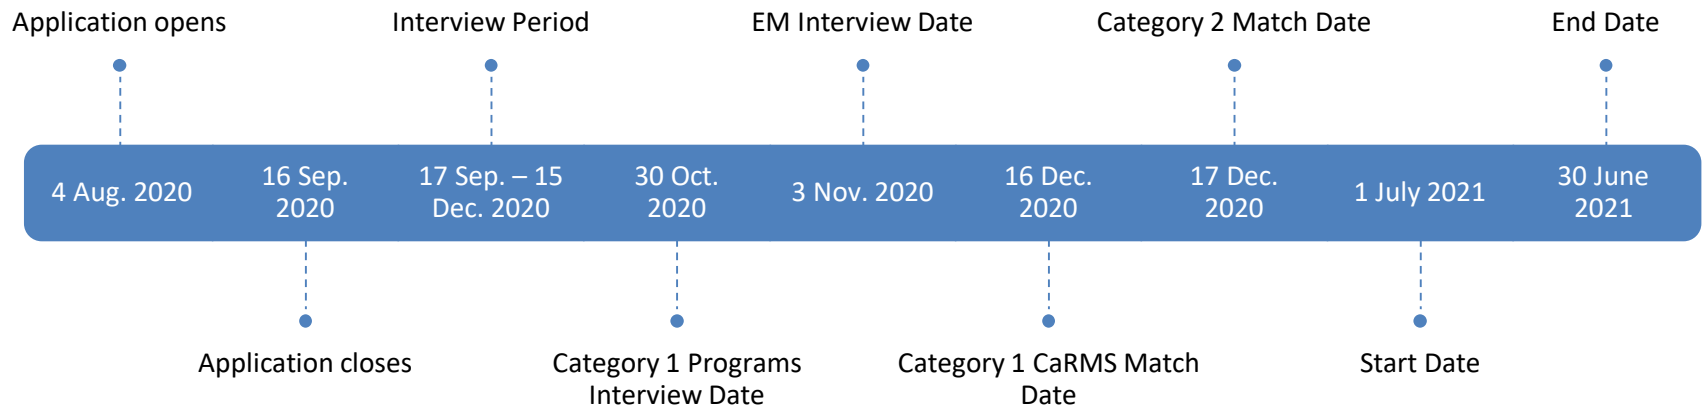 Application opens
Interview Period
EM Interview Date
Category 2 Match Date
End Date
4 Aug. 2020
16 Sep.
2020
17 Sep. – 15
Dec. 2020
30 Oct.
2020
3 Nov. 2020
16 Dec.
2020
17 Dec.
2020
1 July 2021
30 June
2021
Application closes
Category 1 Programs
Interview Date
Category 1 CaRMS Match
Date
Start Date